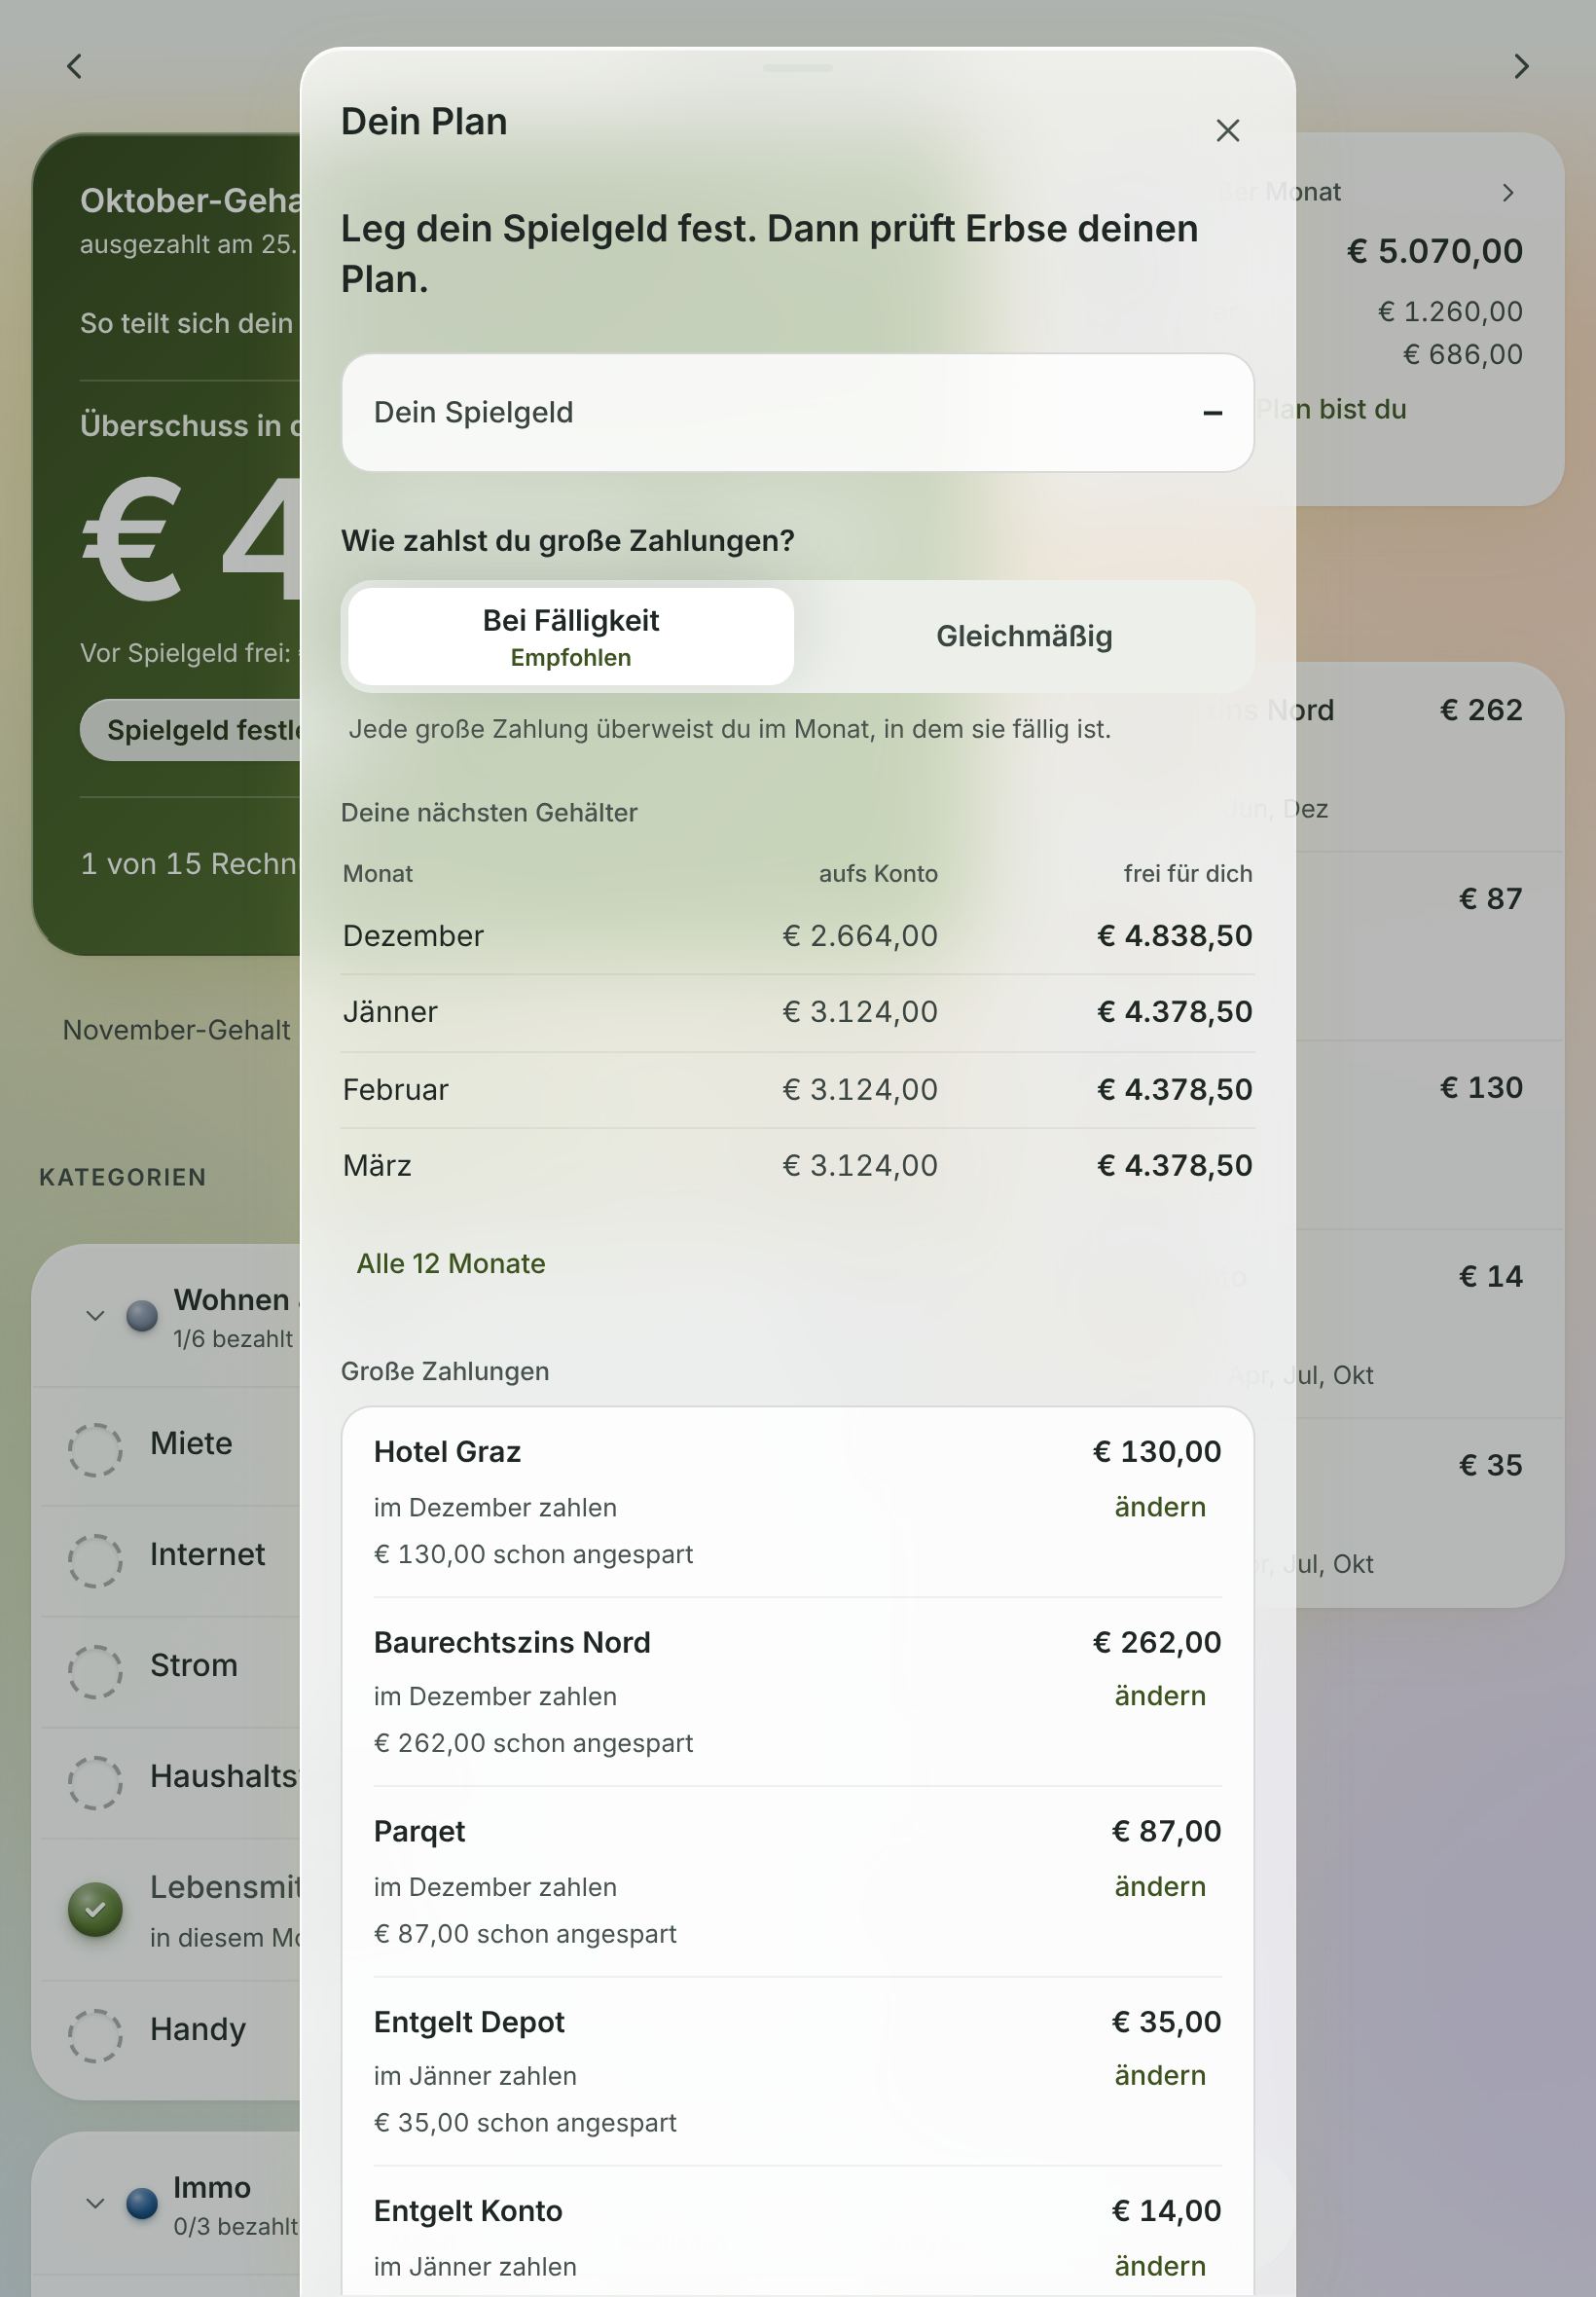 Dein Plan
Leg dein Spielgeld fest. Dann prüft Erbse deinen
Plan.
Dein Spielgeld –
Wie zahlst du große Zahlungen?
Bei Fälligkeit
Empfohlen
Gleichmäßig
Jede große Zahlung überweist du im Monat, in dem sie fällig ist.
Deine nächsten Gehälter
Monat aufs Konto frei für dich
Dezember € 2.664,00 € 4.838,50
Jänner € 3.124,00 € 4.378,50
Februar € 3.124,00 € 4.378,50
März € 3.124,00 € 4.378,50
Alle 12 Monate
Große Zahlungen
Hotel Graz € 130,00
im Dezember zahlen ändern
€ 130,00 schon angespart
Baurechtszins Nord € 262,00
im Dezember zahlen ändern
€ 262,00 schon angespart
Parqet € 87,00
im Dezember zahlen ändern
€ 87,00 schon angespart
Entgelt Depot € 35,00
im Jänner zahlen ändern
€ 35,00 schon angespart
Entgelt Konto € 14,00
im Jänner zahlen ändern
Oktober-Geha
ausgezahlt am 25.
So teilt sich dein
Überschuss in d
€ 4
Vor Spielgeld frei:
Spielgeld festle
1 von 15 Rechn
November-Gehalt
KATEGORIEN
Wohnen
1/6 bezahlt
Miete
Internet
Strom
Haushalts
Lebensmit
in diesem Mo
Handy
Immo
0/3 bezahlt
er Monat
€ 5.070,00
€ 1.260,00
€ 686,00
Plan bist du
ns Nord € 262
Jun, Dez
€ 87
€ 130
€ 14
Apr, Jul, Okt
€ 35
r, Jul, Okt